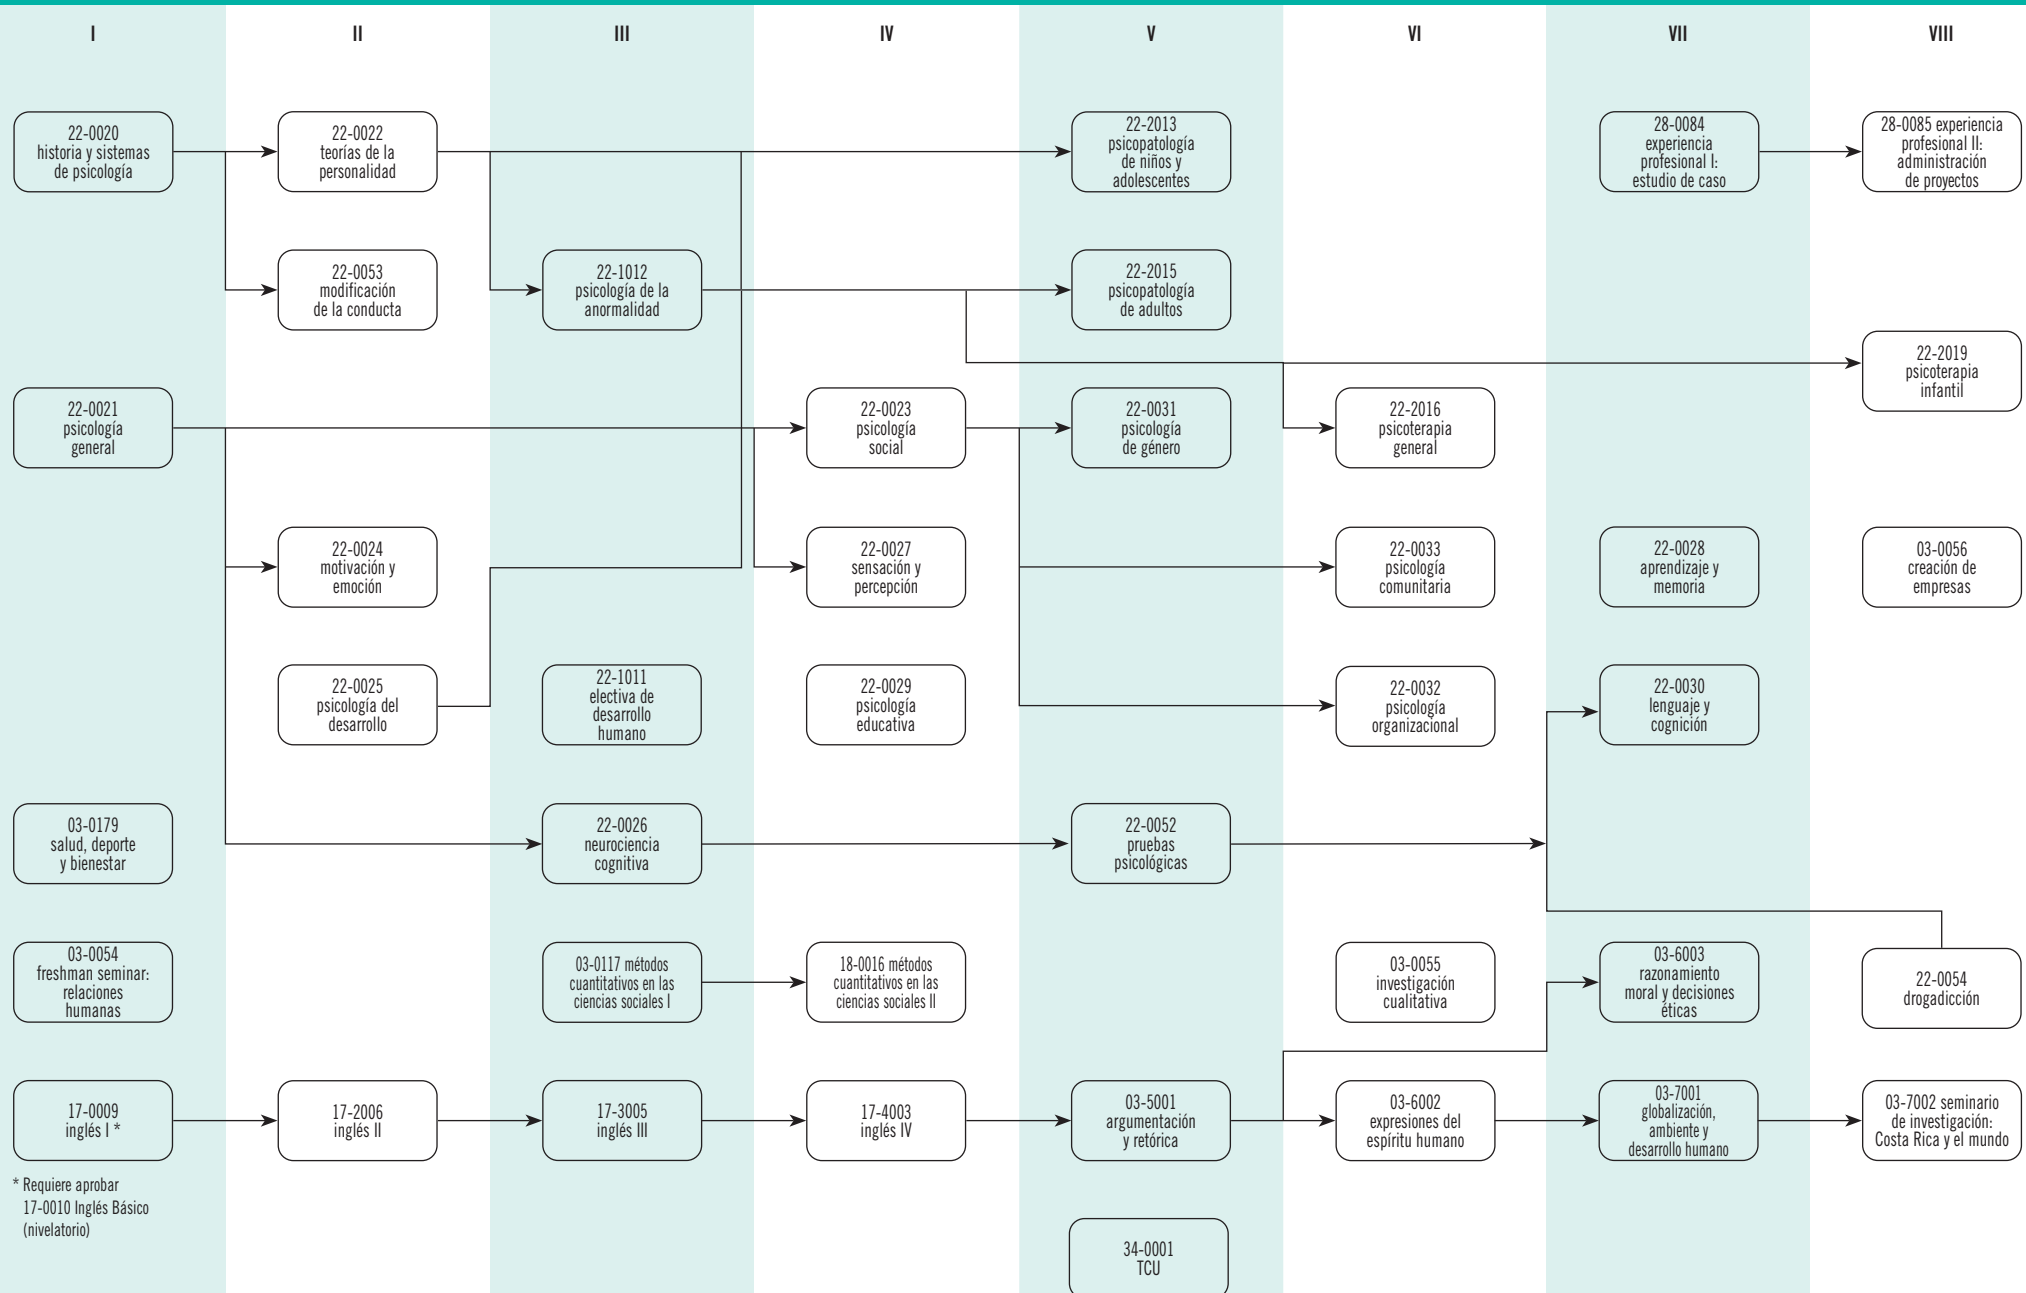 I
II
III
IV
V
VI
VII
VIII
22-0020
historia y sistemas
de psicología
22-0022
teorías de la
personalidad
22-2013
psicopatología
de niños y
adolescentes
28-0084
experiencia
profesional I:
estudio de caso
28-0085 experiencia
profesional II:
administración
de proyectos
22-0053
modificación
de la conducta
22-1012
psicología de la
anormalidad
22-2015
psicopatología
de adultos
22-2019
psicoterapia
infantil
22-0021
psicología
general
22-0023
psicología
social
22-0031
psicología
de género
22-2016
psicoterapia
general
22-0024
motivación y
emoción
22-0027
sensación y
percepción
22-0033
psicología
comunitaria
22-0028
aprendizaje y
memoria
03-0056
creación de
empresas
22-0025
psicología del
desarrollo
22-1011
electiva de
desarrollo
humano
22-0029
psicología
educativa
22-0032
psicología
organizacional
22-0030
lenguaje y
cognición
03-0179
salud, deporte
y bienestar
22-0026
neurociencia
cognitiva
22-0052
pruebas
psicológicas
03-0054
freshman seminar:
relaciones
humanas
03-0117 métodos
cuantitativos en las
ciencias sociales I
18-0016 métodos
cuantitativos en las
ciencias sociales II
03-0055
investigación
cualitativa
03-6003
razonamiento
moral y decisiones
éticas
22-0054
drogadicción
17-0009
inglés I *
17-2006
inglés II
17-3005
inglés III
17-4003
inglés IV
03-5001
argumentación
y retórica
03-6002
expresiones del
espíritu humano
03-7001
globalización,
ambiente y
desarrollo humano
03-7002 seminario
de investigación:
Costa Rica y el mundo
* Requiere aprobar
17-0010 Inglés Básico
(nivelatorio)
34-0001
TCU